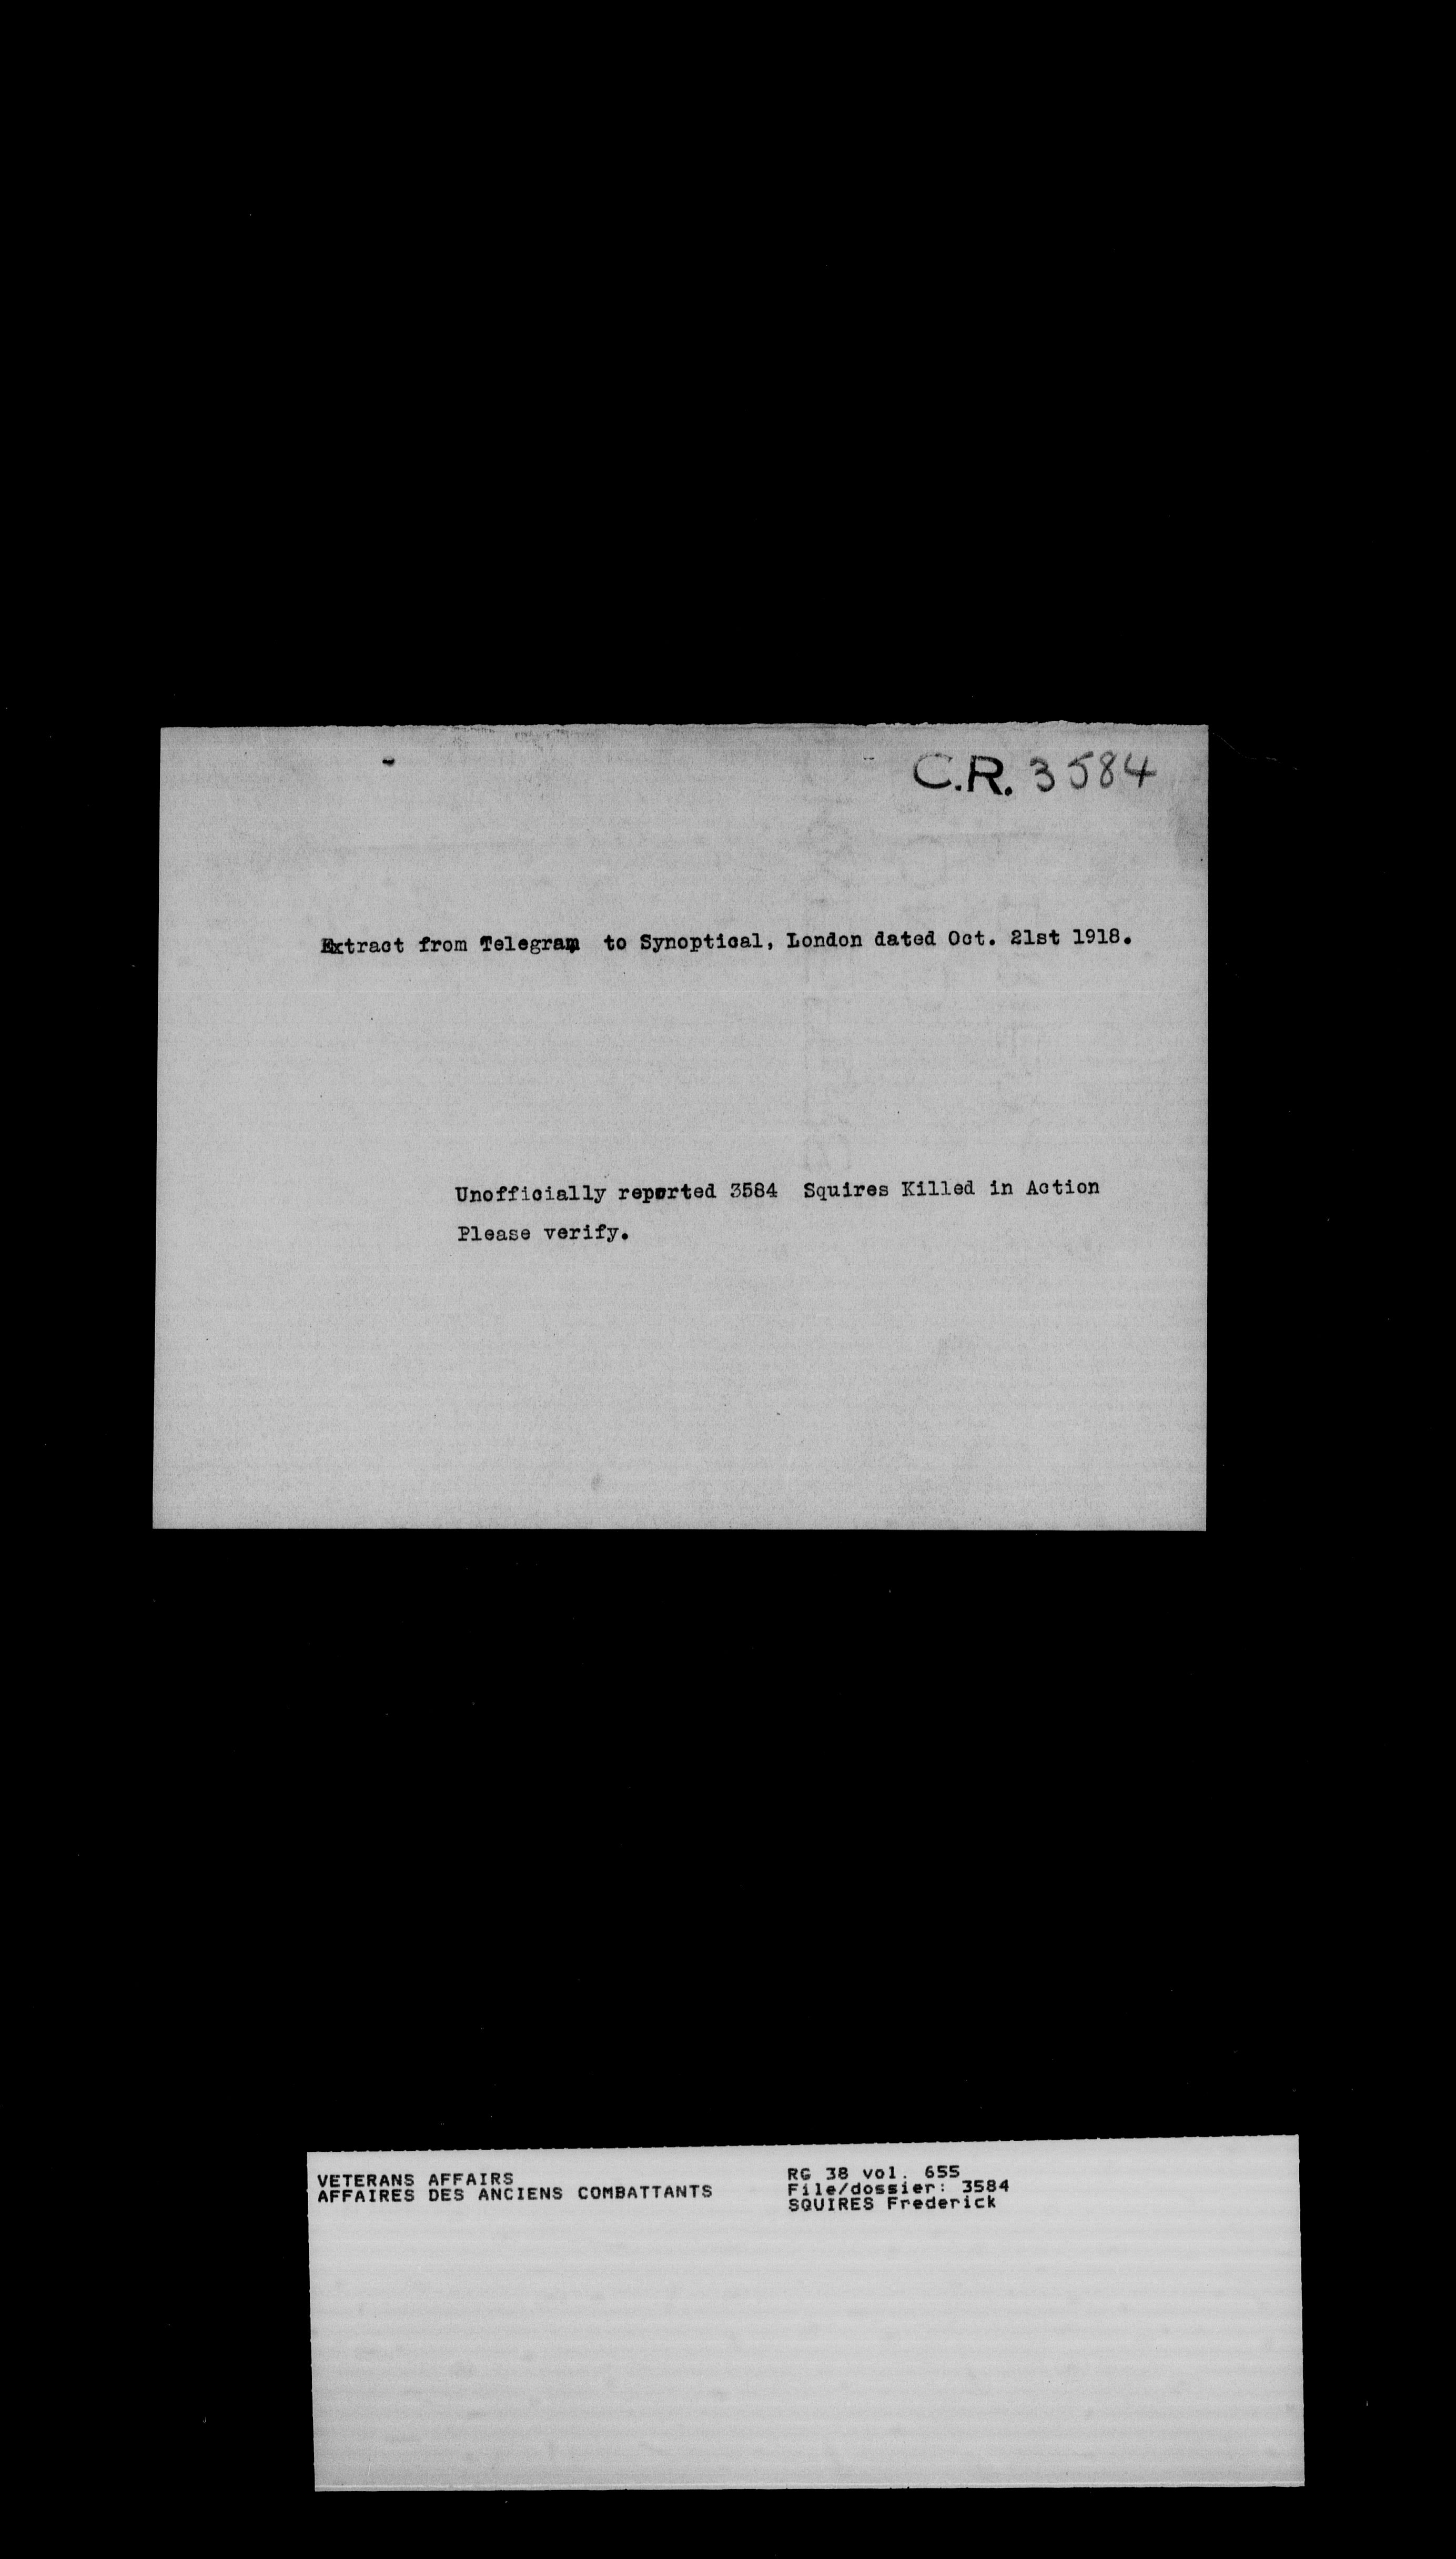 C.R. 3584
Extract from Telegram to Synoptical, London dated Oct. 21st 1918.
Unofficially reported 3584 Squires Killed in Action
Please verify.
VETERANS AFFAIRS
AFFAIRES DES ANCIENS COMBATTANTS
RG 38 vol. 655
File/dossier: 3584
SQUIRES Frederick